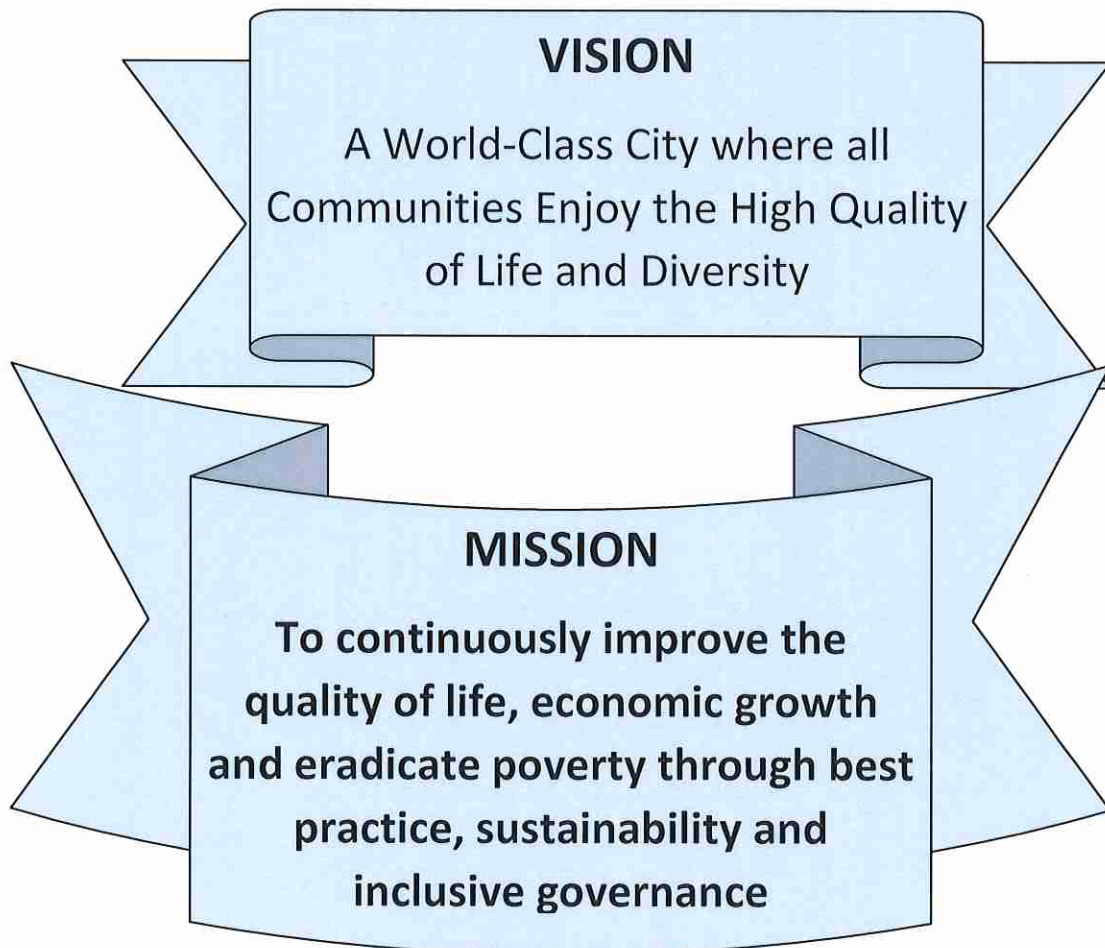 VISION
A World-Class City where all
Communities Enjoy the High Quality
of Life and Diversity
MISSION
To continuously improve the
quality of life, economic growth
and eradicate poverty through best
practice, sustainability and
inclusive governance